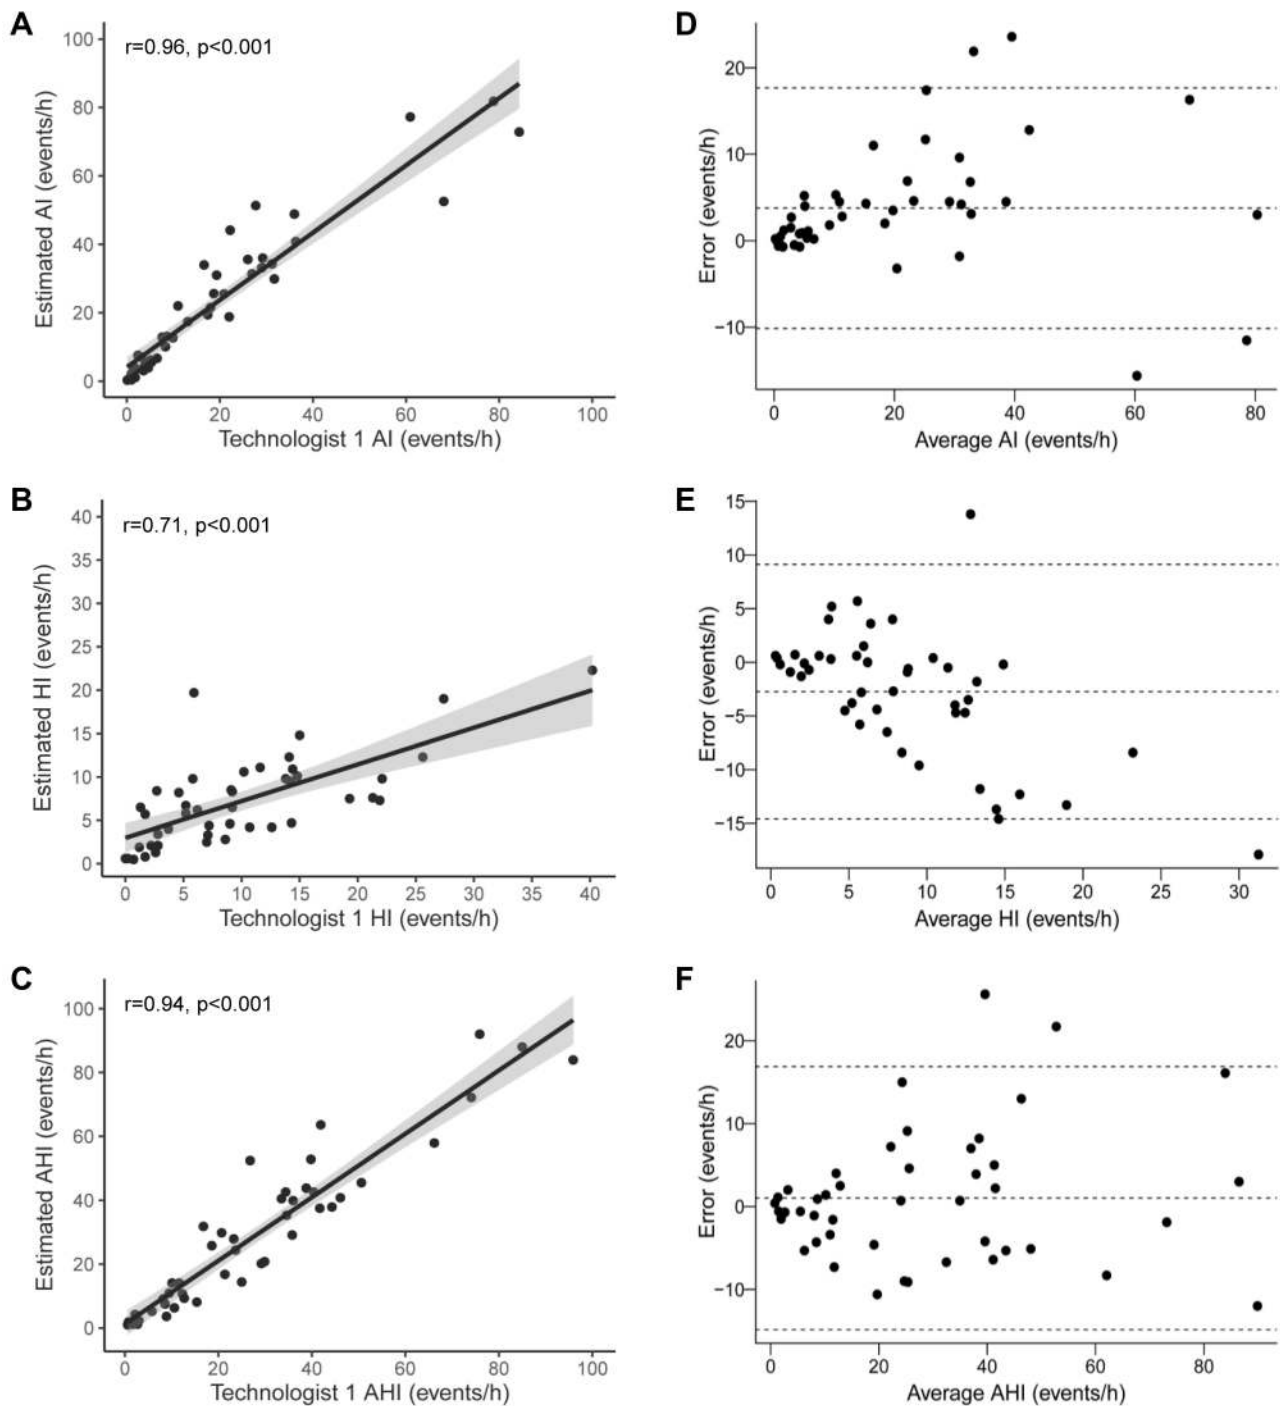 A
r=0.96, p<0.001
Estimated AI (events/h)
100
80
60
40
20
0
0 20 40 60 80 100
Technologist 1 AI (events/h)
D
Error (events/h)
20
10
0
−10
0 20 40 60 80
Average AI (events/h)
B
r=0.71, p<0.001
Estimated HI (events/h)
40
35
30
25
20
15
10
5
0
0 5 10 15 20 25 30 35 40
Technologist 1 HI (events/h)
E
Error (events/h)
15
10
5
0
−5
−10
−15
0 5 10 15 20 25 30
Average HI (events/h)
C
r=0.94, p<0.001
Estimated AHI (events/h)
100
80
60
40
20
0
0 20 40 60 80 100
Technologist 1 AHI (events/h)
F
Error (events/h)
20
10
0
−10
0 20 40 60 80
Average AHI (events/h)